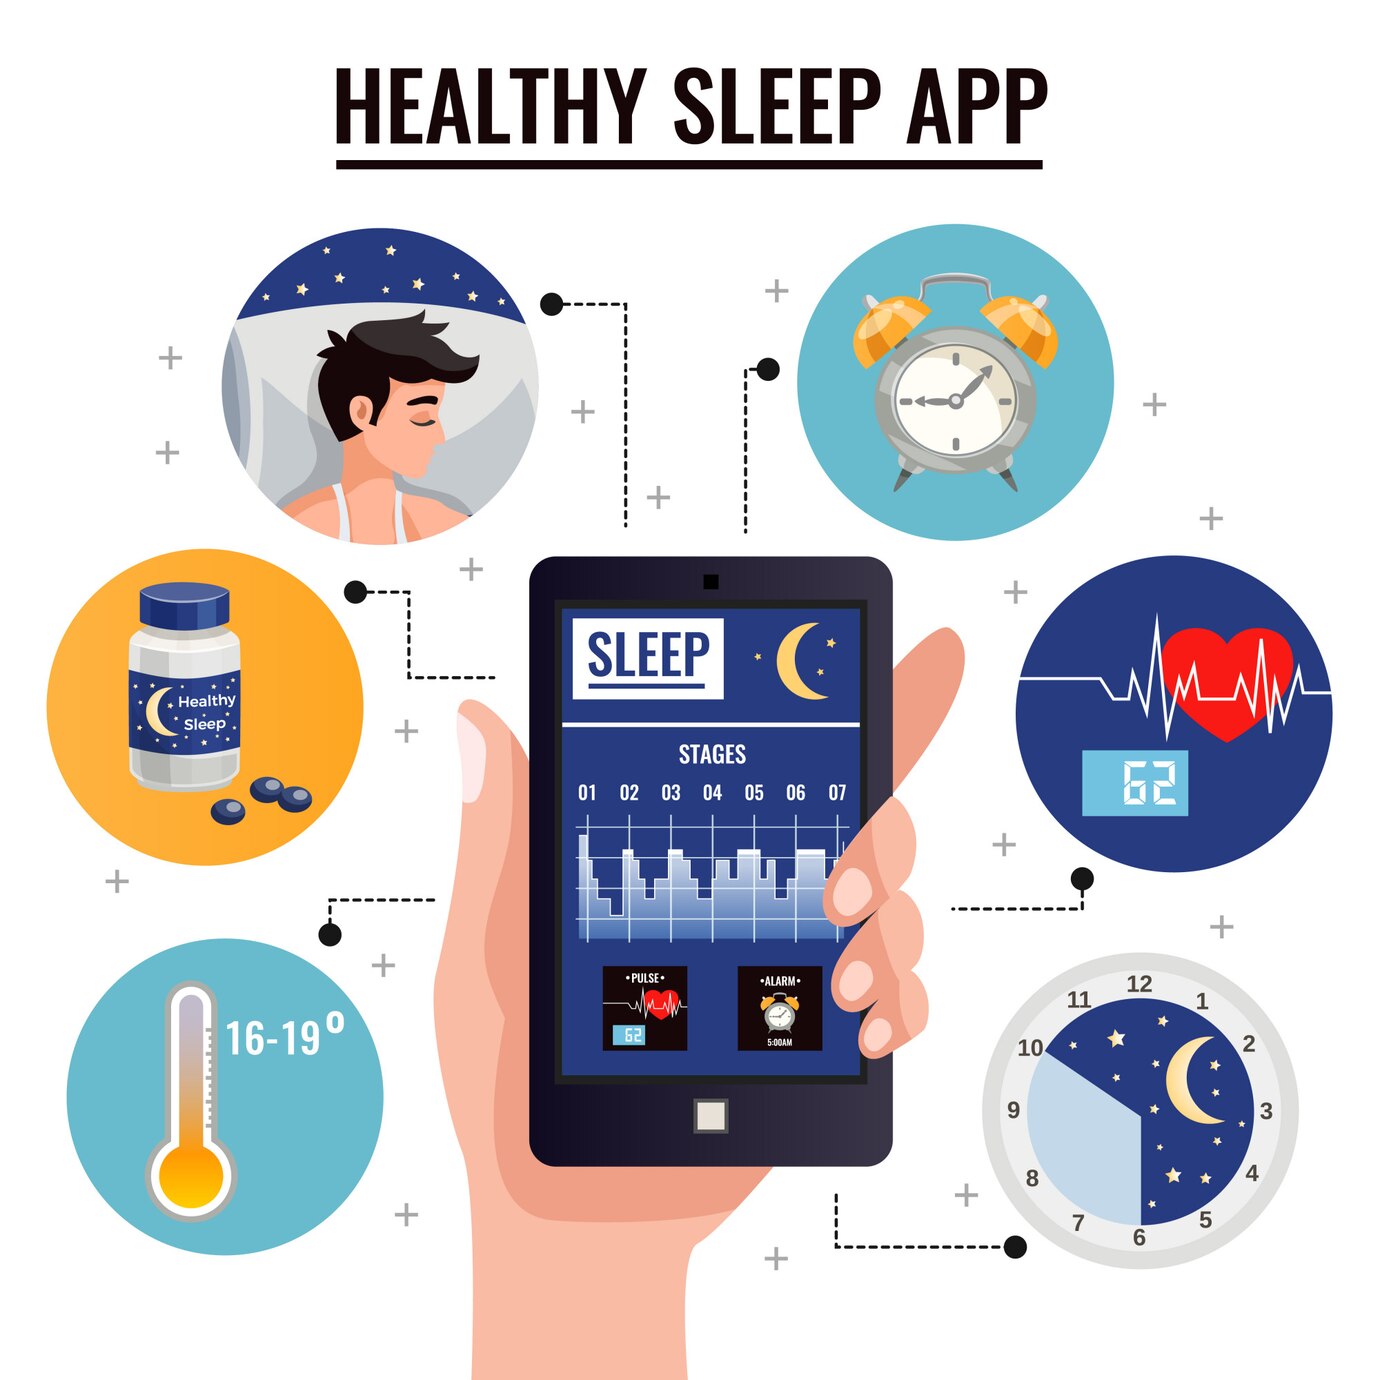 HEALTHY SLEEP APP
Healthy
Sleep
16-19º
SLEEP
STAGES
01 02 03 04 05 06 07
•PULSE•
62
•ALARM•
5:00AM
62
12
1
2
3
4
5
6
7
8
9
10
11